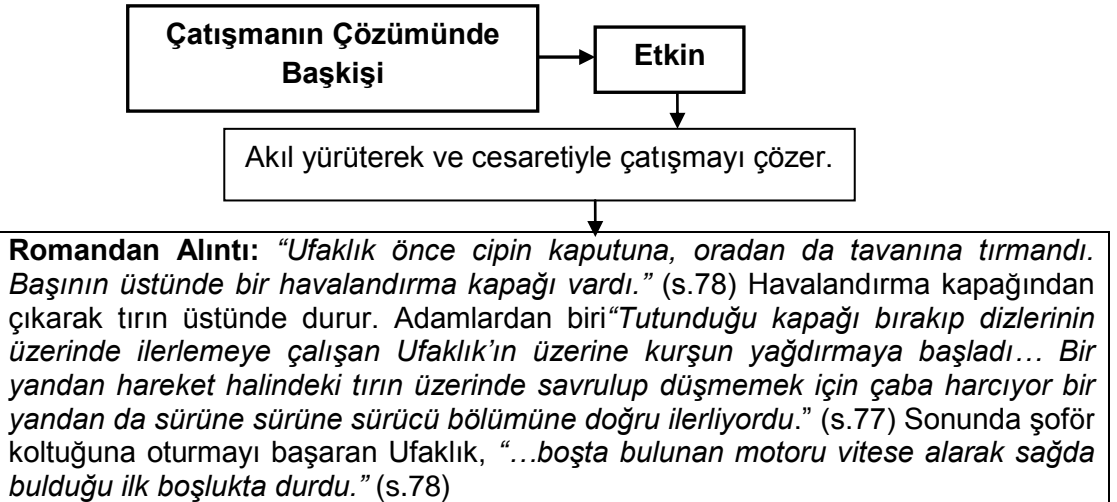 Çatışmanın Çözümünde
Başkişi
Etkin
Akıl yürüterek ve cesaretiyle çatışmayı çözer.
Romandan Alıntı: “Ufaklık önce cipin kaputuna, oradan da tavanına tırmandı.
Başının üstünde bir havalandırma kapağı vardı.” (s.78) Havalandırma kapağından
çıkarak tırın üstünde durur. Adamlardan biri“Tutunduğu kapağı bırakıp dizlerinin
üzerinde ilerlemeye çalışan Ufaklık’ın üzerine kurşun yağdırmaya başladı… Bir
yandan hareket halindeki tırın üzerinde savrulup düşmemek için çaba harcıyor bir
yandan da sürüne sürüne sürücü bölümüne doğru ilerliyordu.” (s.77) Sonunda şoför
koltuğuna oturmayı başaran Ufaklık, “…boşta bulunan motoru vitese alarak sağda
bulduğu ilk boşlukta durdu.” (s.78)